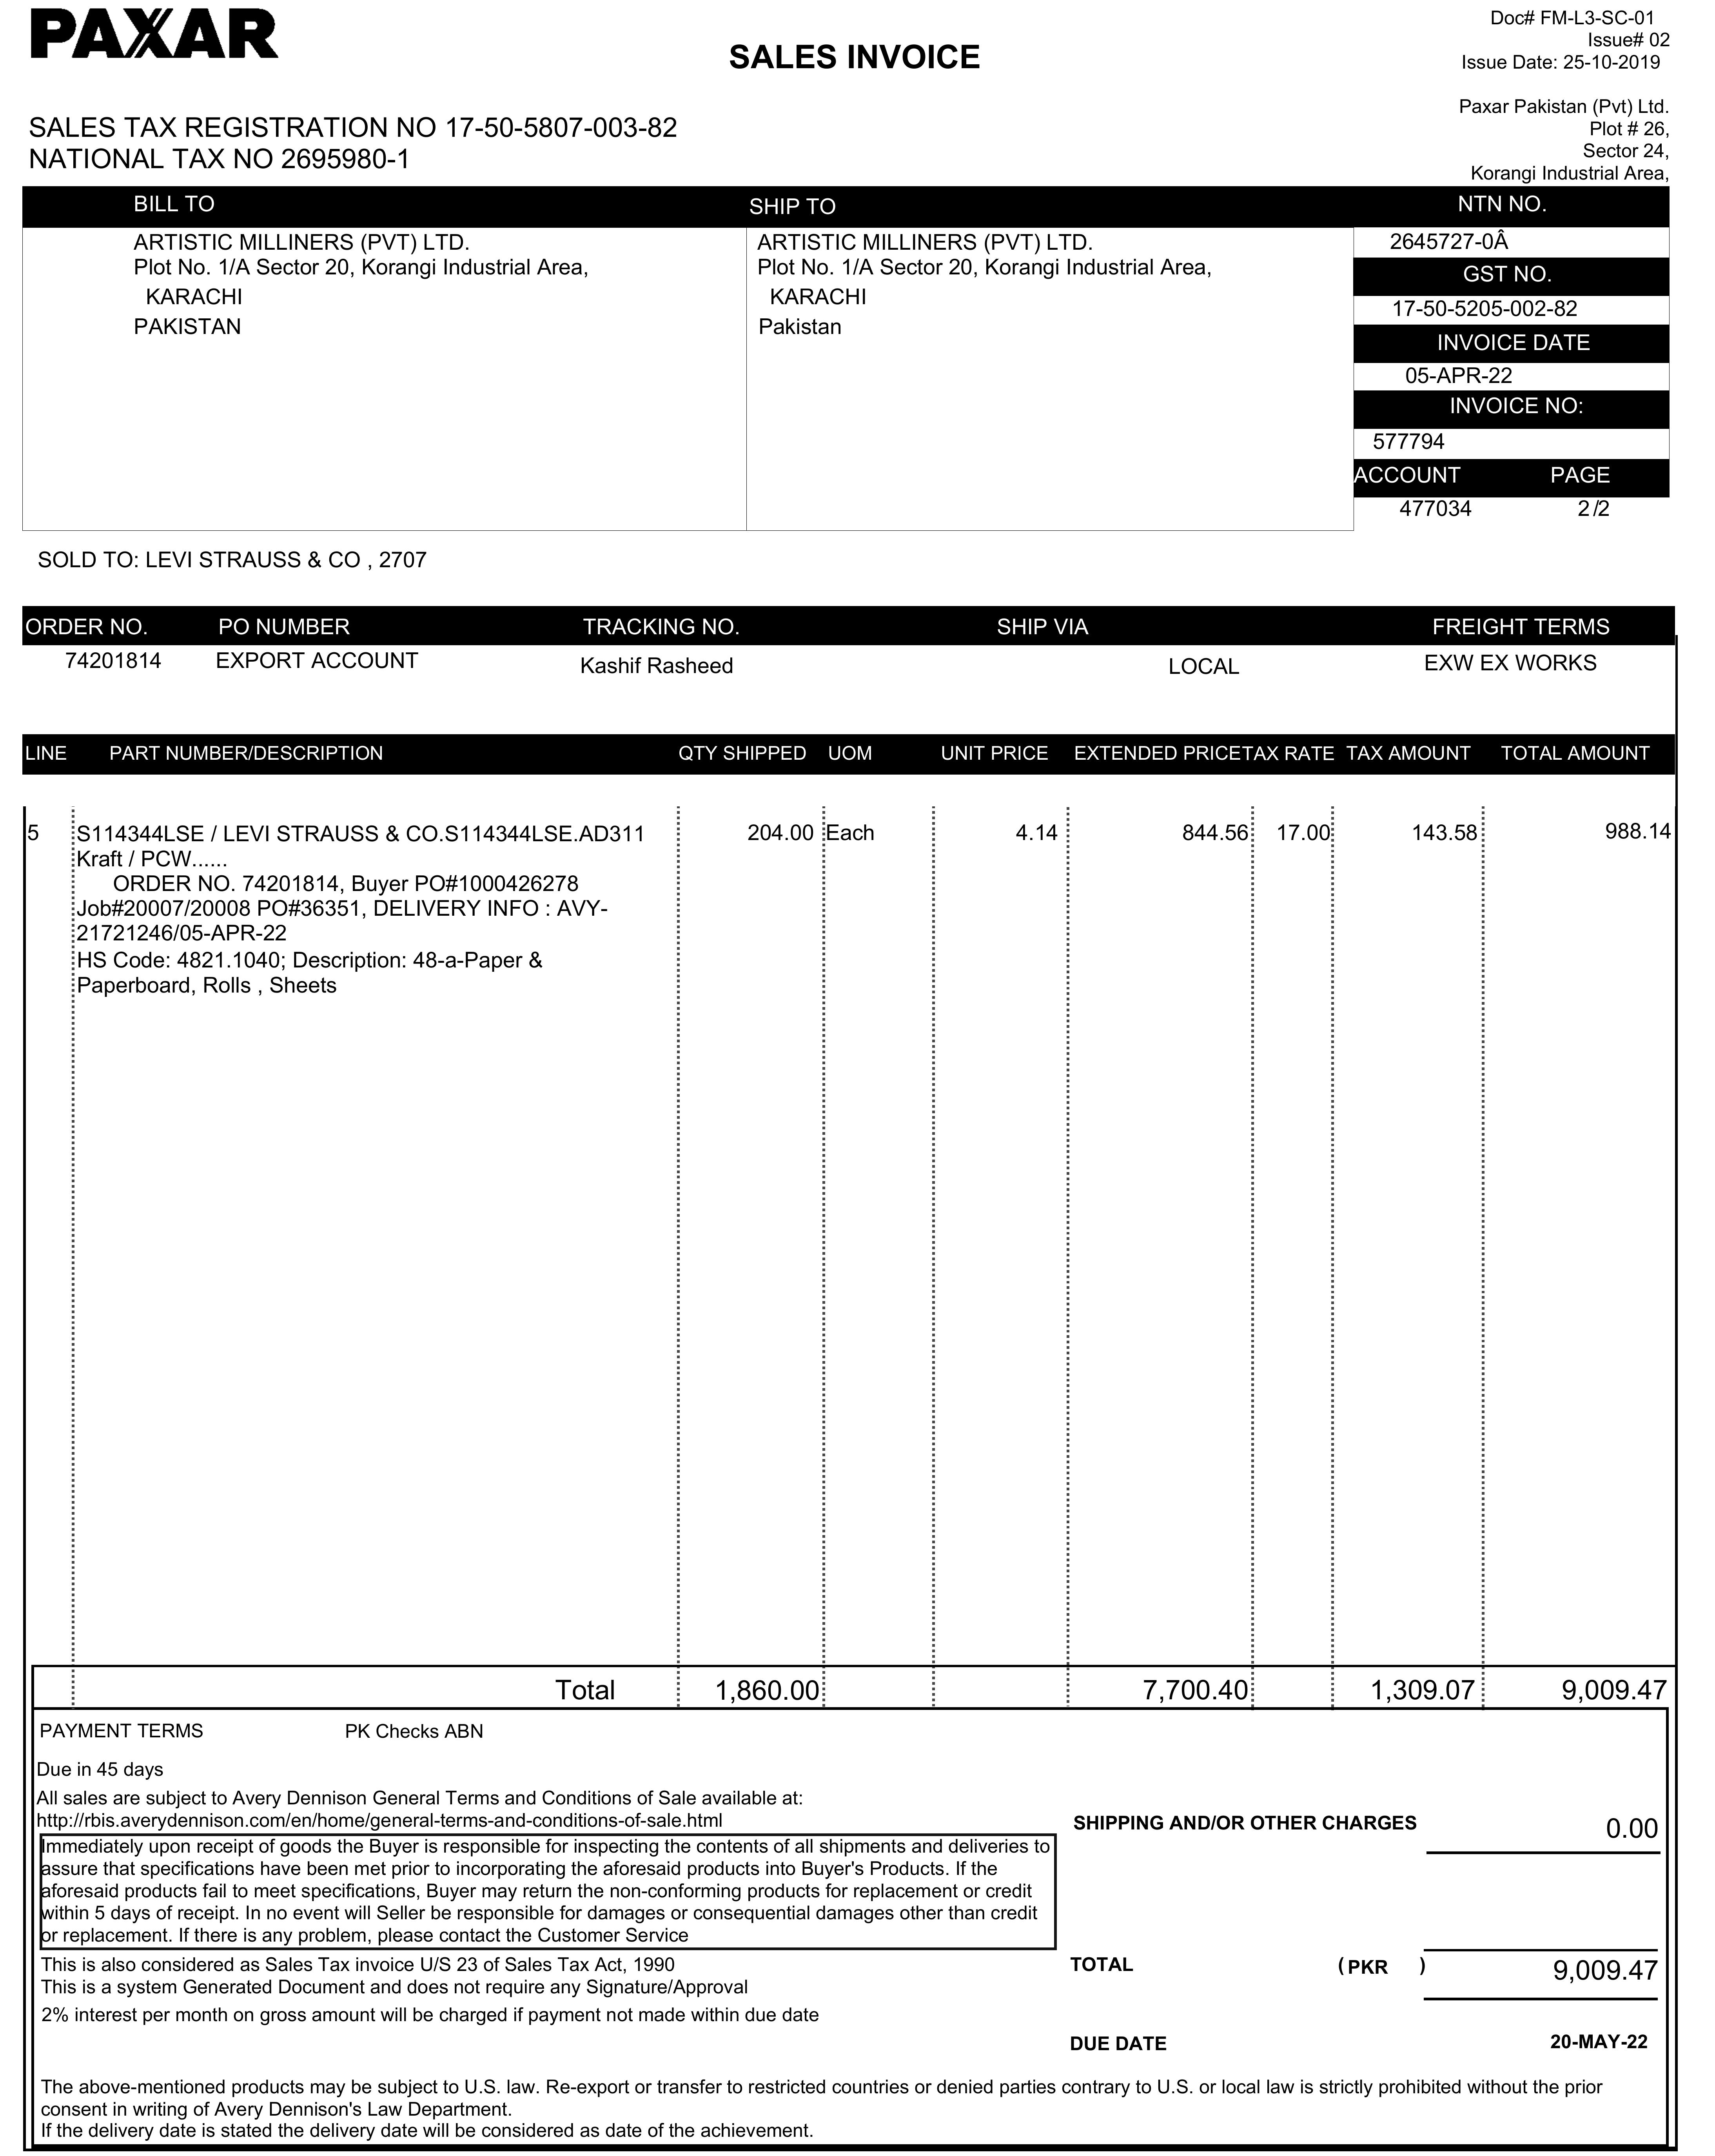 PAXAR
SALES INVOICE
Doc# FM-L3-SC-01
Issue# 02
Issue Date: 25-10-2019
Paxar Pakistan (Pvt) Ltd.
Plot # 26,
Sector 24,
Korangi Industrial Area,
SALES TAX REGISTRATION NO 17-50-5807-003-82
NATIONAL TAX NO 2695980-1
BILL TO SHIP TO NTN NO.
ARTISTIC MILLINERS (PVT) LTD.
Plot No. 1/A Sector 20, Korangi Industrial Area,
KARACHI
PAKISTAN
ARTISTIC MILLINERS (PVT) LTD.
Plot No. 1/A Sector 20, Korangi Industrial Area,
KARACHI
Pakistan
2645727-0Â
GST NO.
17-50-5205-002-82
INVOICE DATE
05-APR-22
INVOICE NO:
577794
ACCOUNT PAGE
477034 2/2
SOLD TO: LEVI STRAUSS & CO , 2707
ORDER NO. PO NUMBER TRACKING NO. SHIP VIA FREIGHT TERMS
74201814 EXPORT ACCOUNT Kashif Rasheed LOCAL EXW EX WORKS
LINE PART NUMBER/DESCRIPTION QTY SHIPPED UOM UNIT PRICE EXTENDED PRICE TAX RATE TAX AMOUNT TOTAL AMOUNT
5 S114344LSE / LEVI STRAUSS & CO.S114344LSE.AD311 204.00 Each 4.14 844.56 17.00 143.58 988.14
Kraft / PCW......
ORDER NO. 74201814, Buyer PO#1000426278
Job#20007/20008 PO#36351, DELIVERY INFO : AVY-
21721246/05-APR-22
HS Code: 4821.1040; Description: 48-a-Paper &
Paperboard, Rolls , Sheets
Total 1,860.00 7,700.40 1,309.07 9,009.47
PAYMENT TERMS PK Checks ABN
Due in 45 days
All sales are subject to Avery Dennison General Terms and Conditions of Sale available at:
http://rbis.averydennison.com/en/home/general-terms-and-conditions-of-sale.html
SHIPPING AND/OR OTHER CHARGES 0.00
Immediately upon receipt of goods the Buyer is responsible for inspecting the contents of all shipments and deliveries to
assure that specifications have been met prior to incorporating the aforesaid products into Buyer's Products. If the
aforesaid products fail to meet specifications, Buyer may return the non-conforming products for replacement or credit
within 5 days of receipt. In no event will Seller be responsible for damages or consequential damages other than credit
or replacement. If there is any problem, please contact the Customer Service
This is also considered as Sales Tax invoice U/S 23 of Sales Tax Act, 1990
This is a system Generated Document and does not require any Signature/Approval
TOTAL (PKR ) 9,009.47
2% interest per month on gross amount will be charged if payment not made within due date
DUE DATE 20-MAY-22
The above-mentioned products may be subject to U.S. law. Re-export or transfer to restricted countries or denied parties contrary to U.S. or local law is strictly prohibited without the prior
consent in writing of Avery Dennison's Law Department.
If the delivery date is stated the delivery date will be considered as date of the achievement.